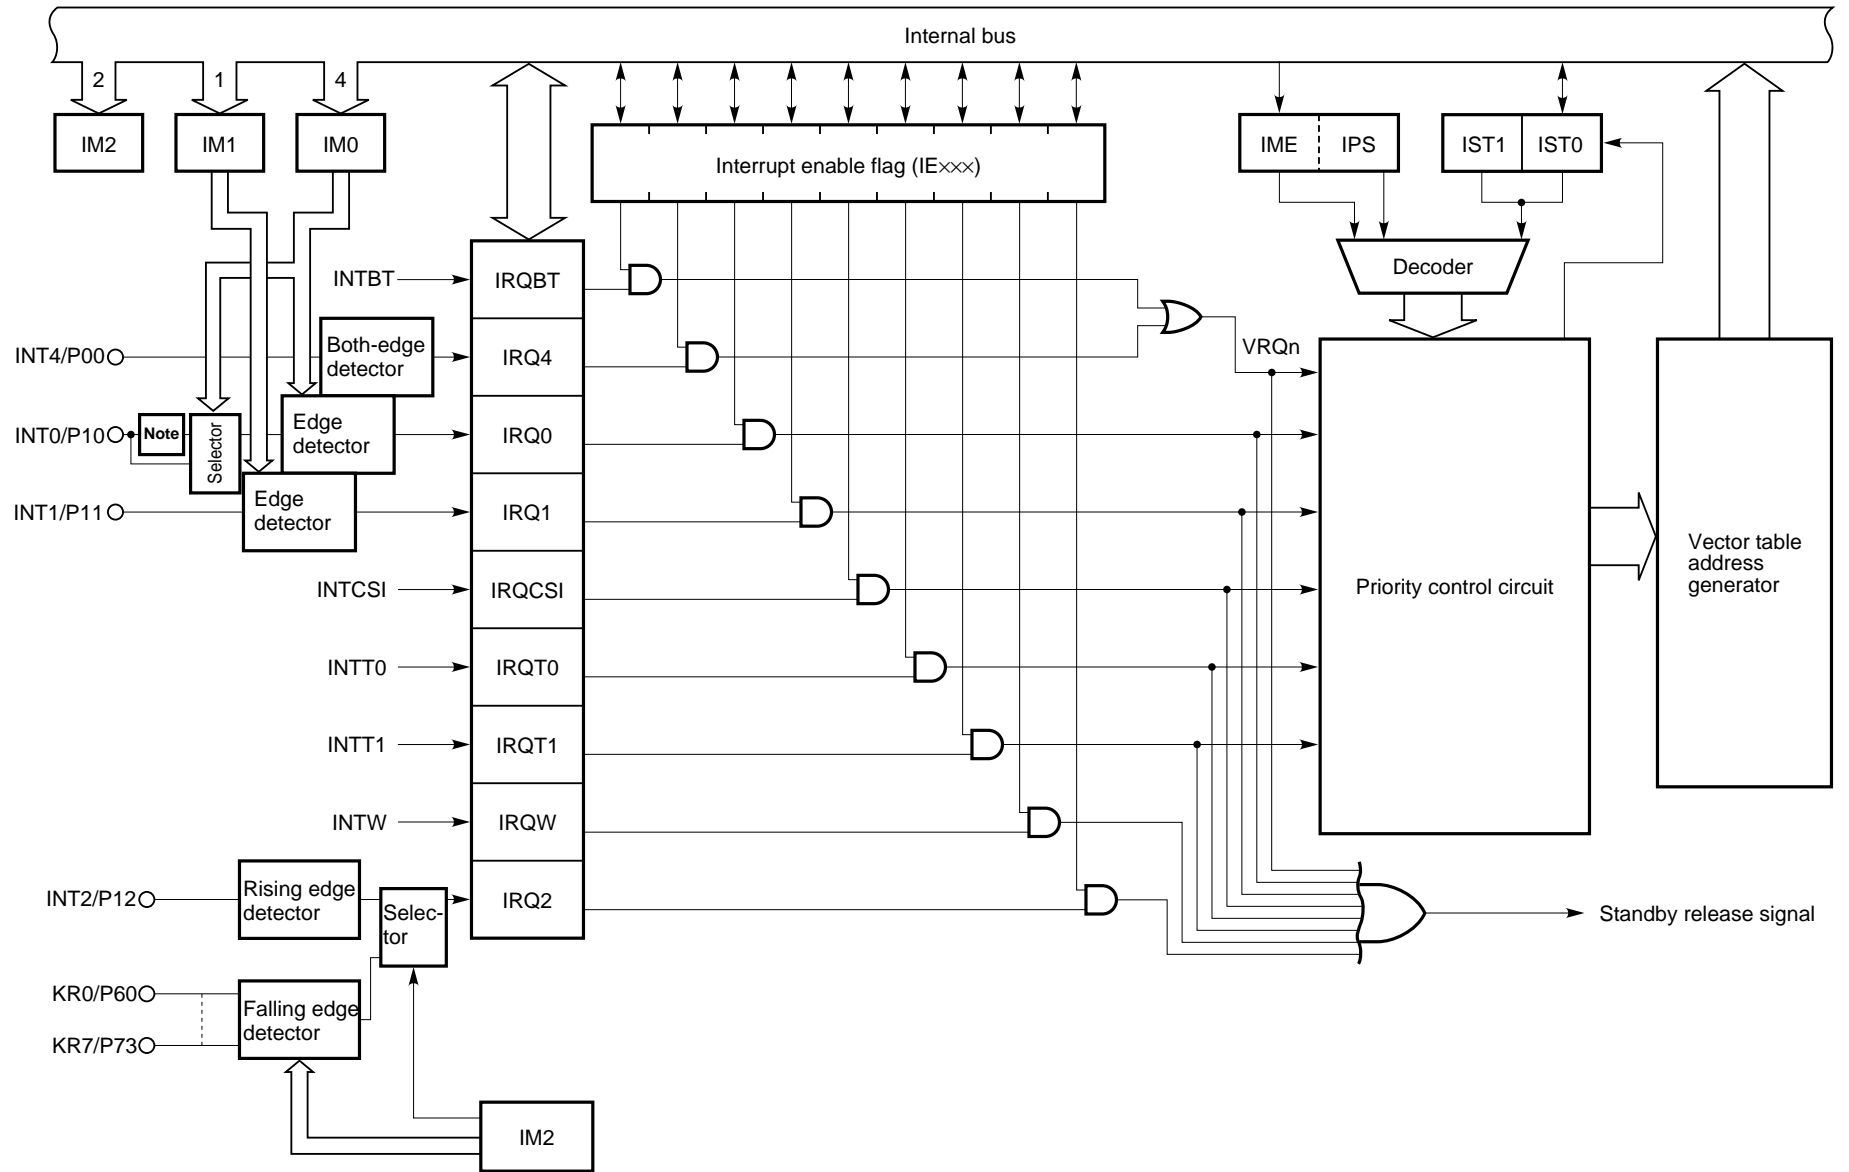 Internal bus
2
1
4
IM2
IM1
IM0
Interrupt enable flag (IE×××)
IME
IPS
IST1
IST0
Decoder
INTBT
IRQBT
INT4/P00
Both-edge
detector
IRQ4
VRQn
INT0/P10
Note
Selector
Edge
detector
IRQ0
INT1/P11
Edge
detector
IRQ1
INTCSI
IRQCSI
Priority control circuit
Vector table
address
generator
INTT0
IRQT0
INTT1
IRQT1
INTW
IRQW
INT2/P12
Rising edge
detector
Selec-
tor
IRQ2
Standby release signal
KR0/P60
KR7/P73
Falling edge
detector
IM2